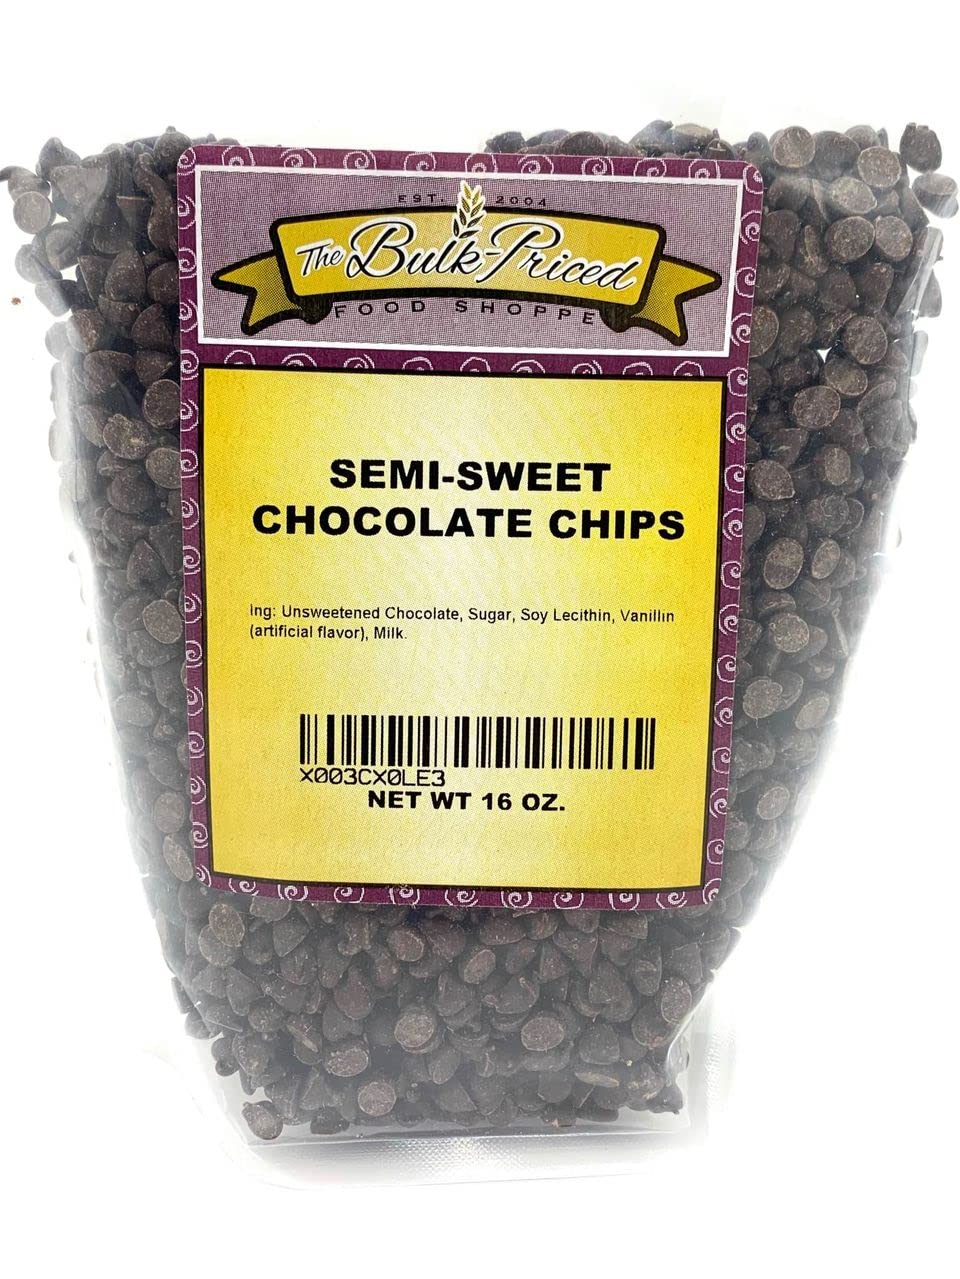 EST. 2004
The Bulk-Priced
FOOD SHOPPE
SEMI-SWEET
CHOCOLATE CHIPS
Ing: Unsweetened Chocolate, Sugar, Soy Lecithin, Vanillin
(artificial flavor), Milk.
X003CX0LE3
NET WT 16 OZ.